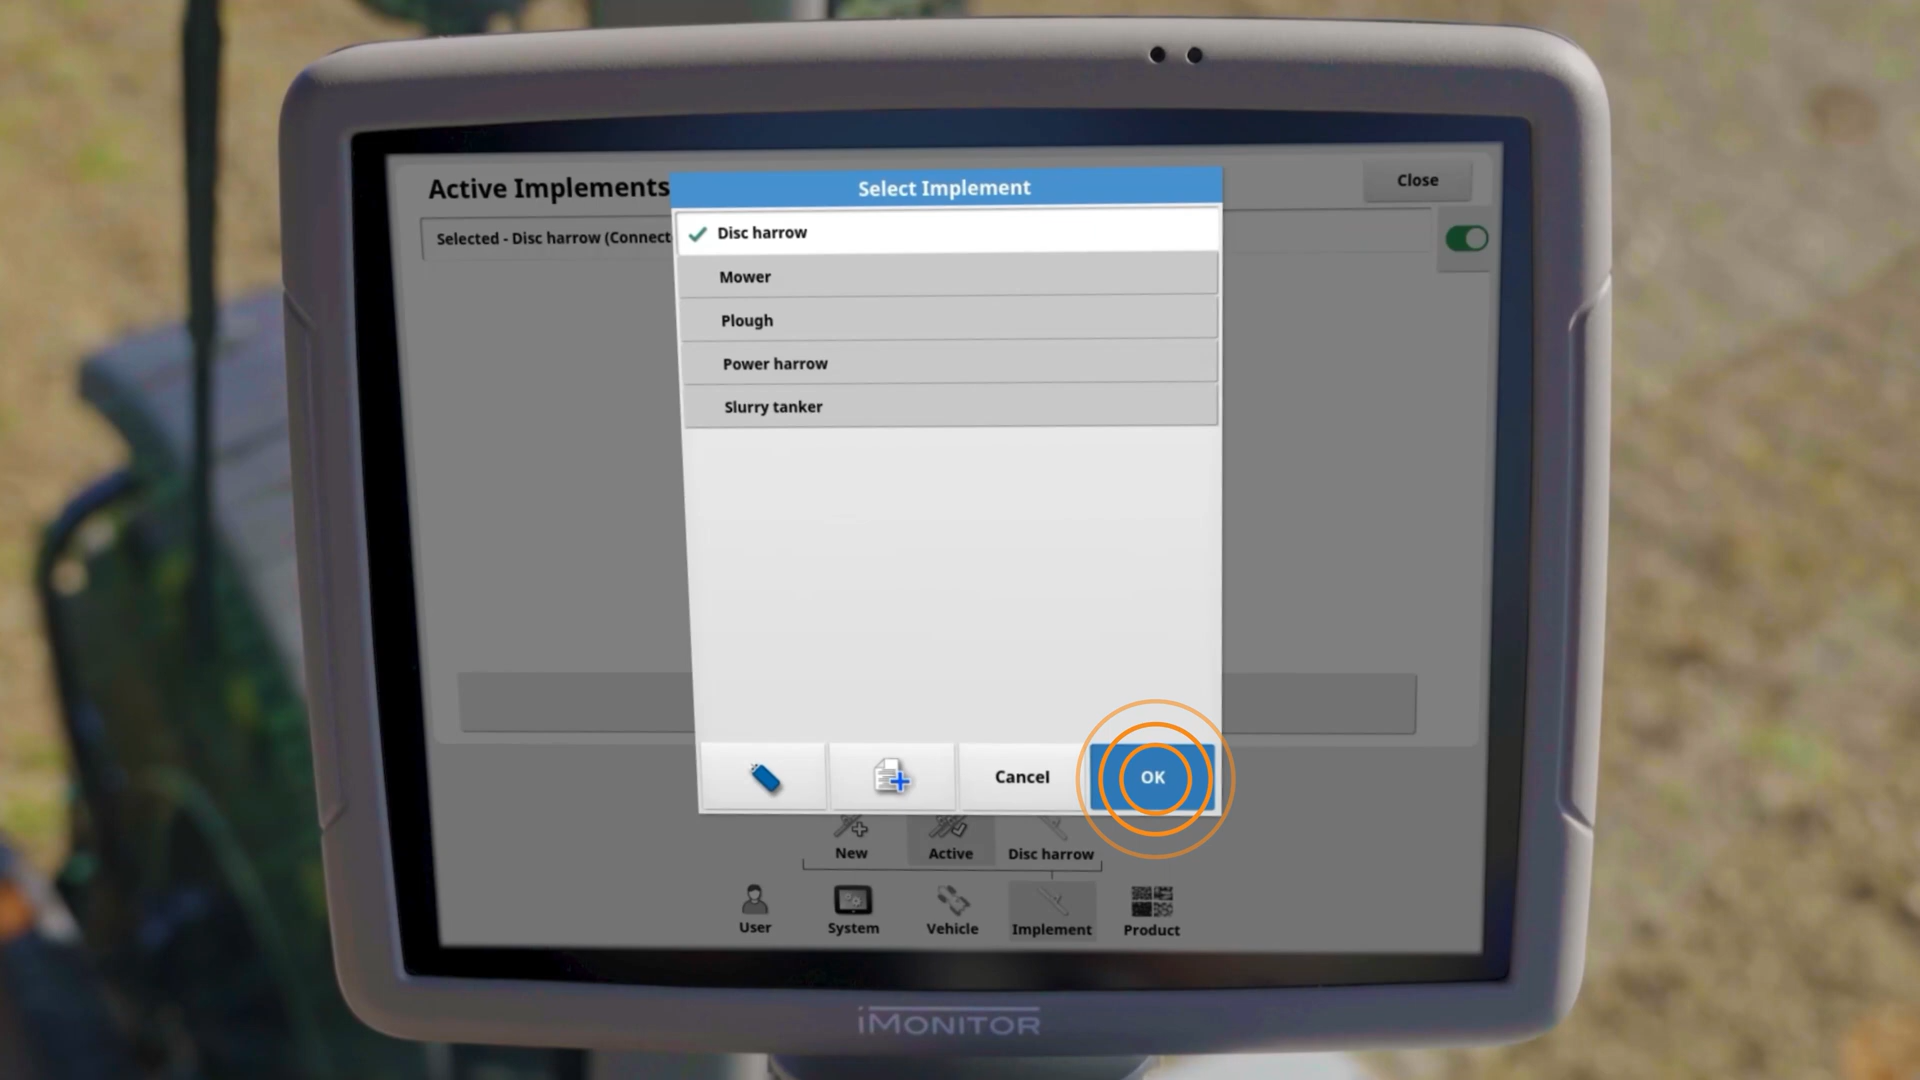 Active Implements
Select Implement
Close
Selected - Disc harrow (Connect
Disc harrow
Mower
Plough
Power harrow
Slurry tanker
Cancel
OK
New
Active
Disc harrow
User
System
Vehicle
Implement
Product
iMONITOR